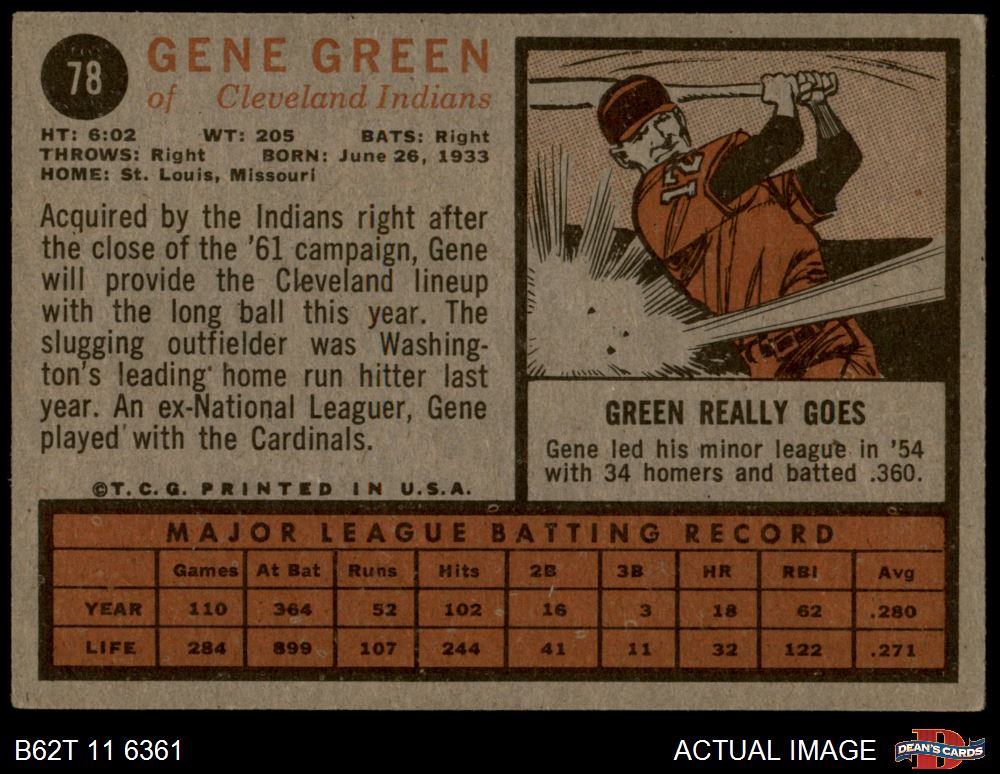 78
GENE GREEN
of Cleveland Indians
HT: 6:02 WT: 205 BATS: Right
THROWS: Right BORN: June 26, 1933
HOME: St. Louis, Missouri
Acquired by the Indians right after
the close of the '61 campaign, Gene
will provide the Cleveland lineup
with the long ball this year. The
slugging outfielder was Washing-
ton's leading home run hitter last
year. An ex-National Leaguer, Gene
played with the Cardinals.
©T.C.G. PRINTED IN U.S.A.
12
GREEN REALLY GOES
Gene led his minor league in '54
with 34 homers and batted .360.
MAJOR LEAGUE BATTING RECORD
Games At Bat Runs Hits 2B 3B HR RBI Avg
YEAR 110 364 52 102 16 3 18 62 .280
LIFE 284 899 107 244 41 11 32 122 .271
B62T 11 6361
ACTUAL IMAGE
DEAN'S CARDS